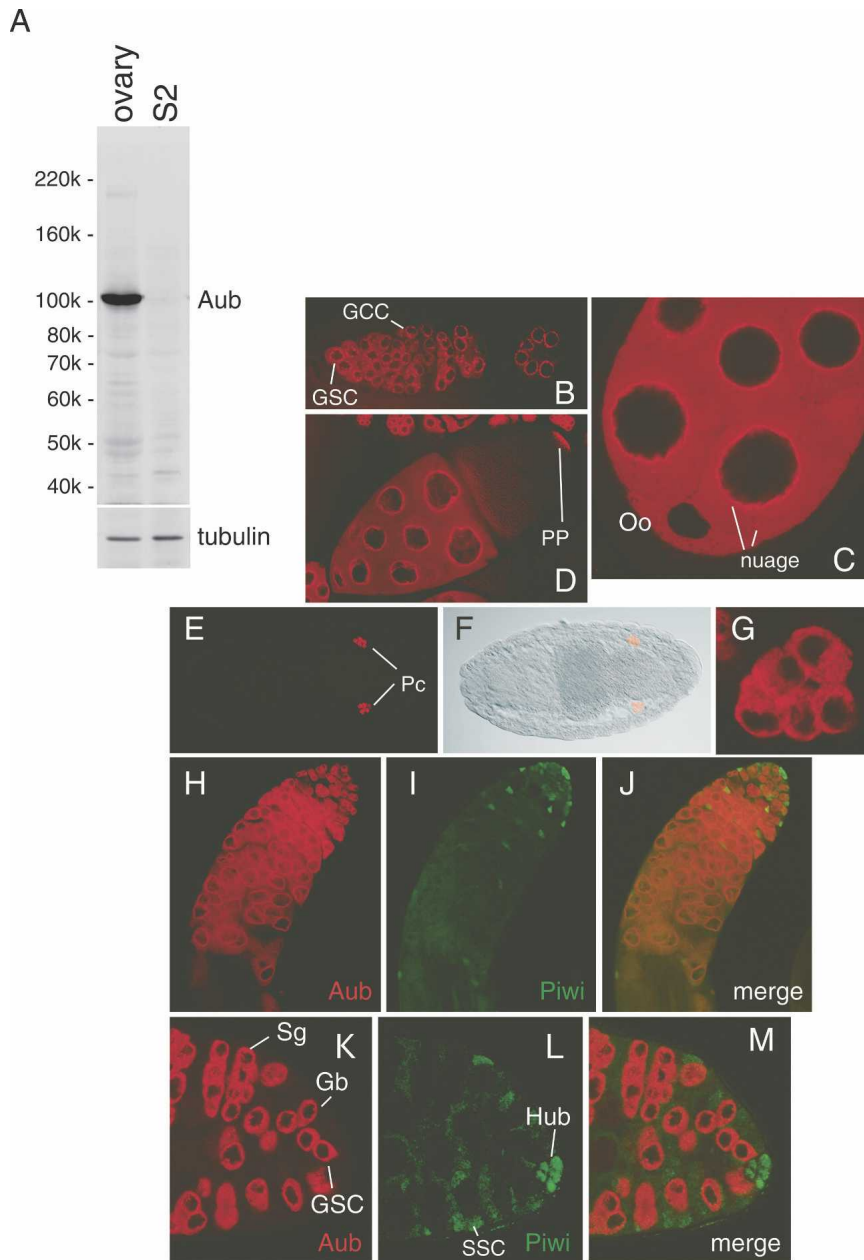 A
ovary
S2
220k -
160k -
100k -
Aub
80k -
70k -
60k -
50k -
40k -
tubulin
GCC
GSC
B
Oo
nuage
C
PP
D
E
Pc
F
G
H
Aub
I
Piwi
J
merge
K
Sg
Gb
GSC
Aub
L
Hub
SSC
Piwi
M
merge